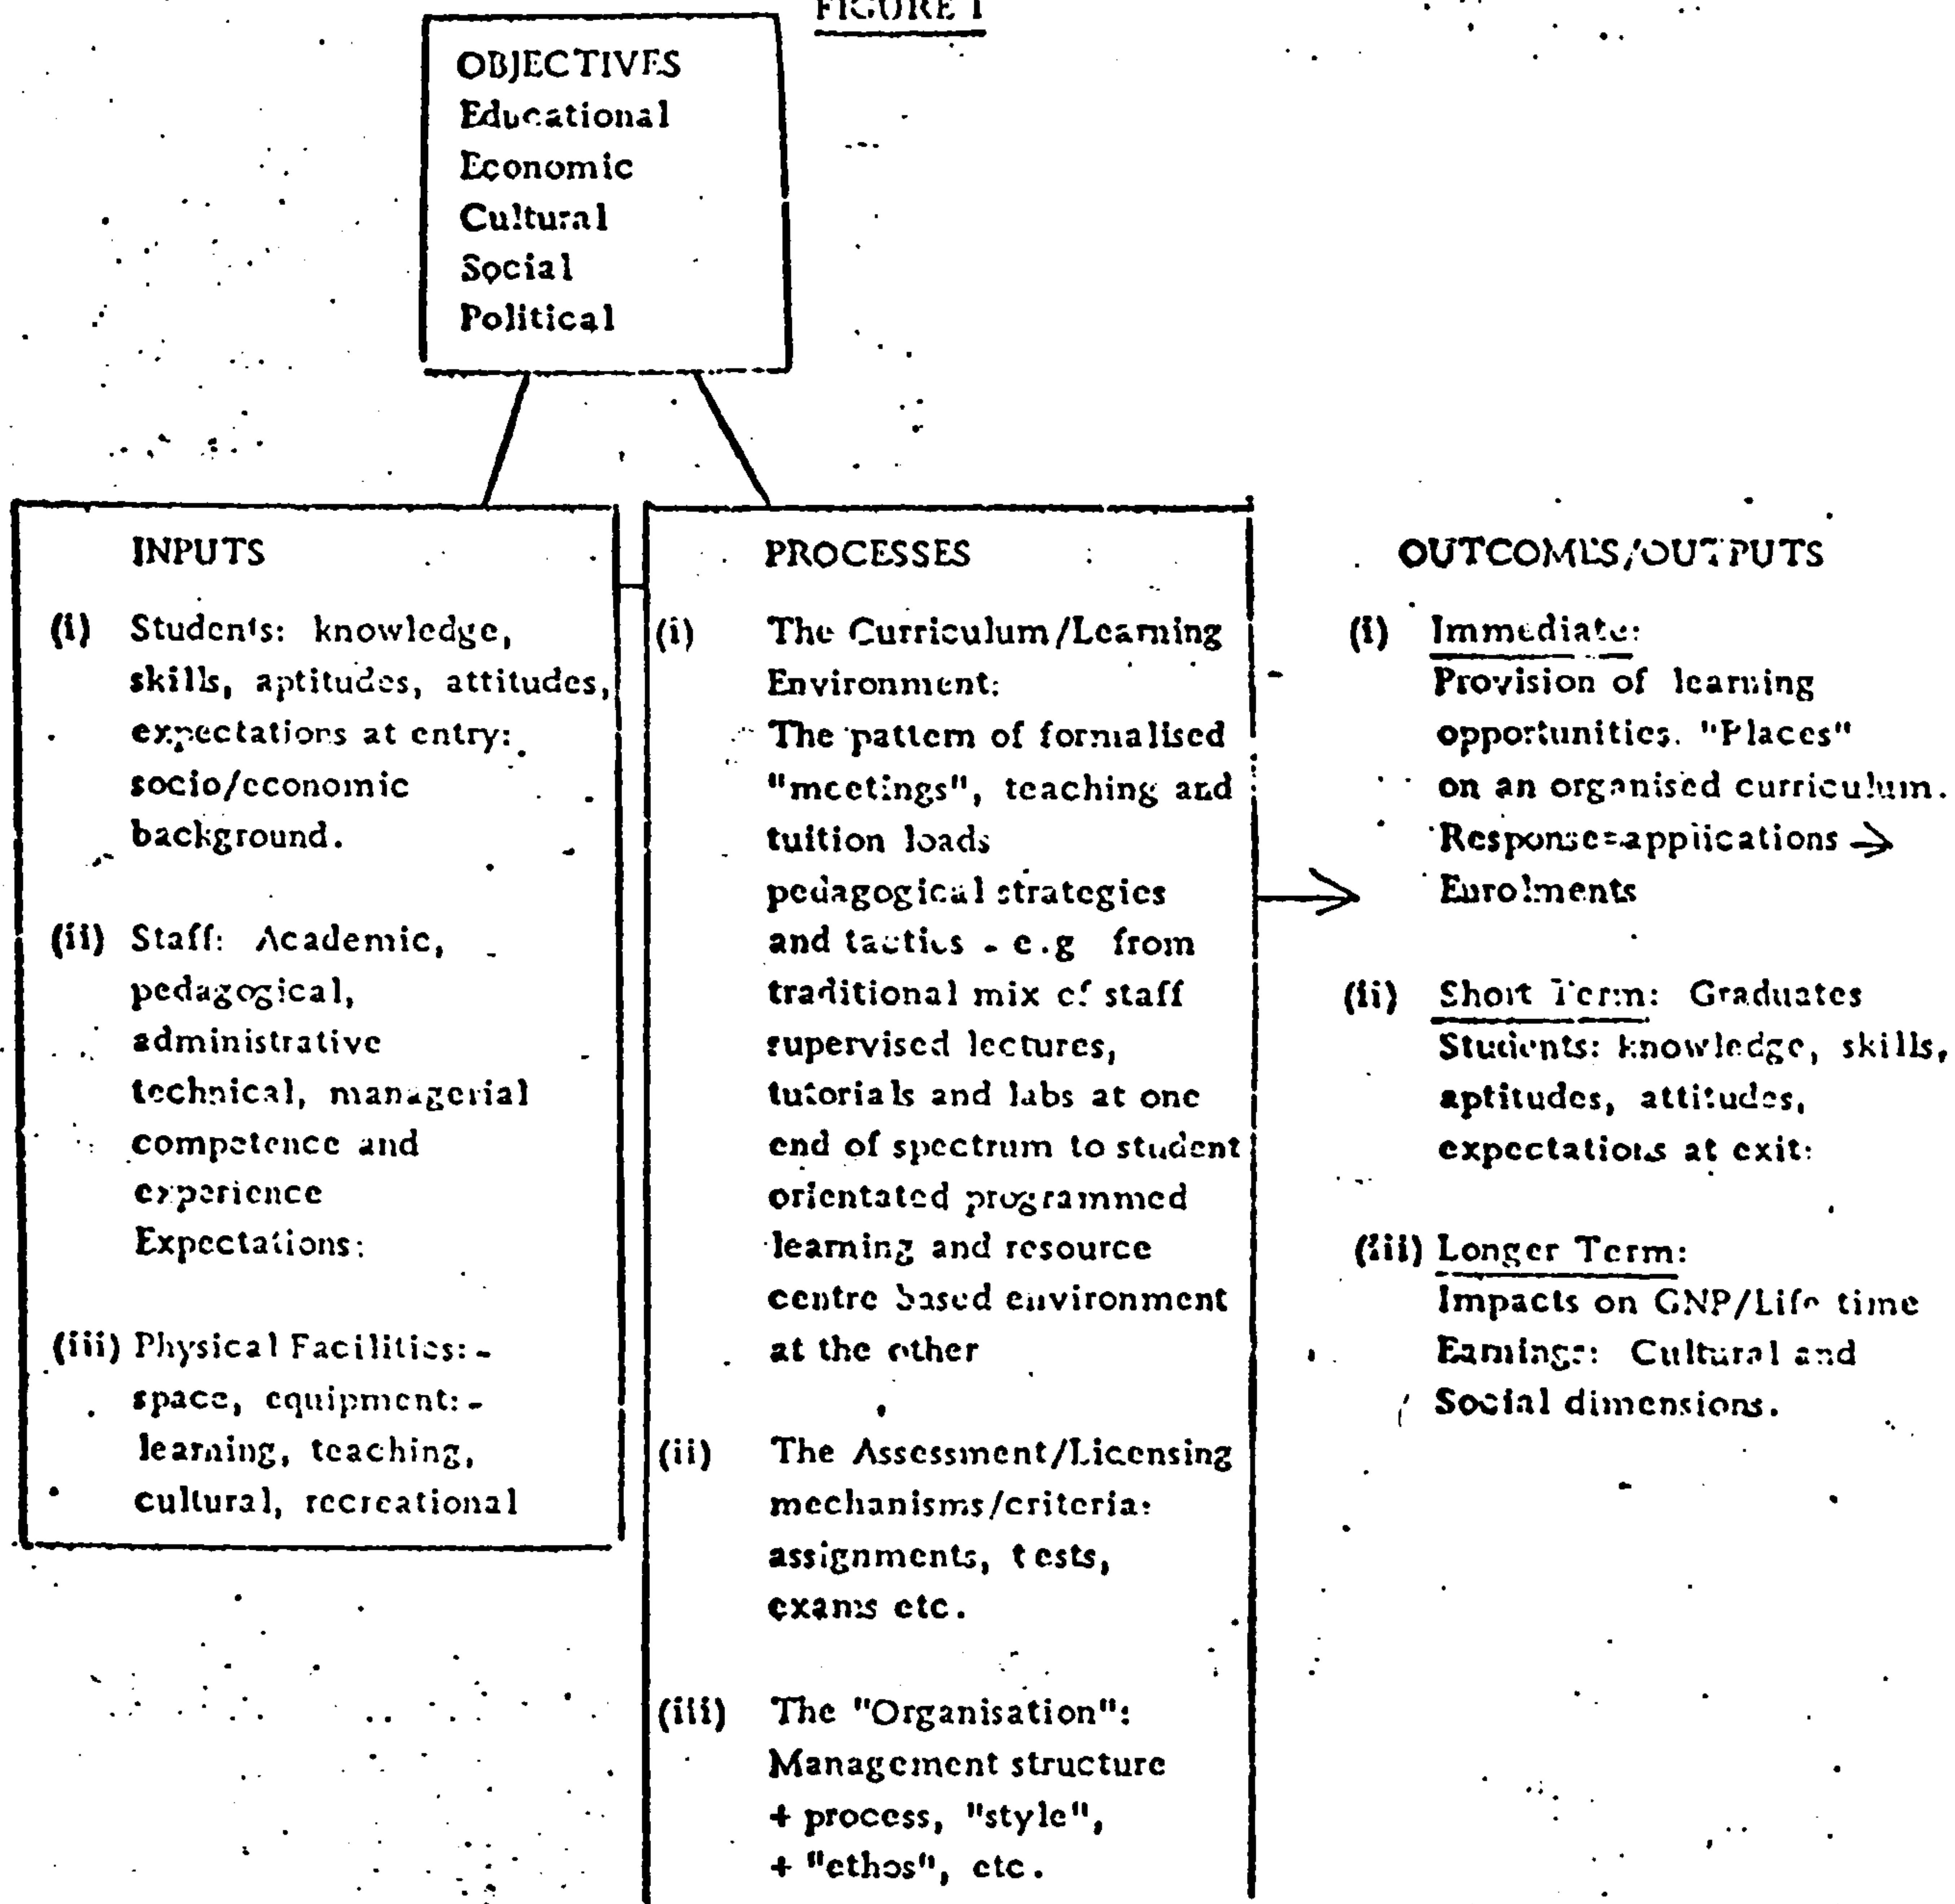 FIGURE 1
OBJECTIVES
Educational
Economic
Cultural
Social
Political
INPUTS
(i) Students: knowledge,
skills, aptitudes, attitudes,
expectations at entry:
socio/economic
background.
(ii) Staff: Academic,
pedagogical,
administrative
technical, managerial
competence and
experience
Expectations:
(iii) Physical Facilities:-
space, equipment:-
learning, teaching,
cultural, recreational
PROCESSES
(i) The Curriculum/Learning
Environment:
The pattern of formalised
"meetings", teaching and
tuition loads
pedagogical strategies
and tactics - e.g from
traditional mix of staff
supervised lectures,
tutorials and labs at one
end of spectrum to student
orientated programmed
learning and resource
centre based environment
at the other
(ii) The Assessment/Licensing
mechanisms/criteria:
assignments, tests,
exams etc.
(iii) The "Organisation":
Management structure
+ process, "style",
+ "ethos", etc.
OUTCOMES/OUTPUTS
(i) Immediate:
Provision of learning
opportunities. "Places"
on an organised curriculum.
Response=applications →
Enrolments
(ii) Short Term: Graduates
Students: knowledge, skills,
aptitudes, attitudes,
expectations at exit:
(iii) Longer Term:
Impacts on GNP/Life time
Earnings: Cultural and
Social dimensions.